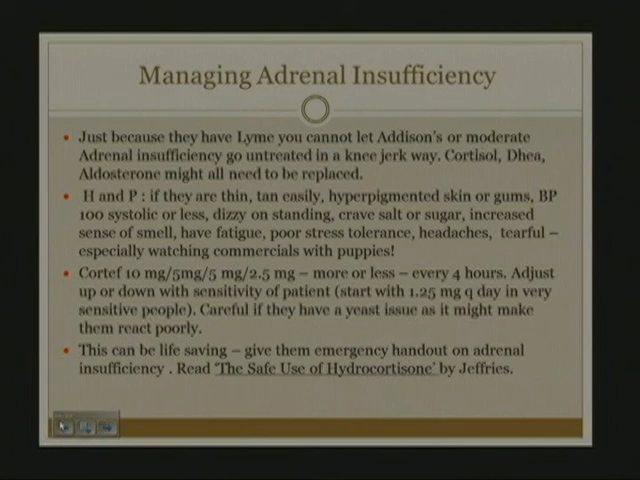 Managing Adrenal Insufficiency
Just because they have Lyme you cannot let Addison's or moderate
Adrenal insufficiency go untreated in a knee jerk way. Cortisol, Dhea,
Aldosterone might all need to be replaced.
H and P : if they are thin, tan easily, hyperpigmented skin or gums, BP
100 systolic or less, dizzy on standing, crave salt or sugar, increased
sense of smell, have fatigue, poor stress tolerance, headaches, tearful –
especially watching commercials with puppies!
Cortef 10 mg/5mg/5 mg/2.5 mg – more or less – every 4 hours. Adjust
up or down with sensitivity of patient (start with 1.25 mg q day in very
sensitive people). Careful if they have a yeast issue as it might make
them react poorly.
This can be life saving – give them emergency handout on adrenal
insufficiency . Read 'The Safe Use of Hydrocortisone' by Jeffries.